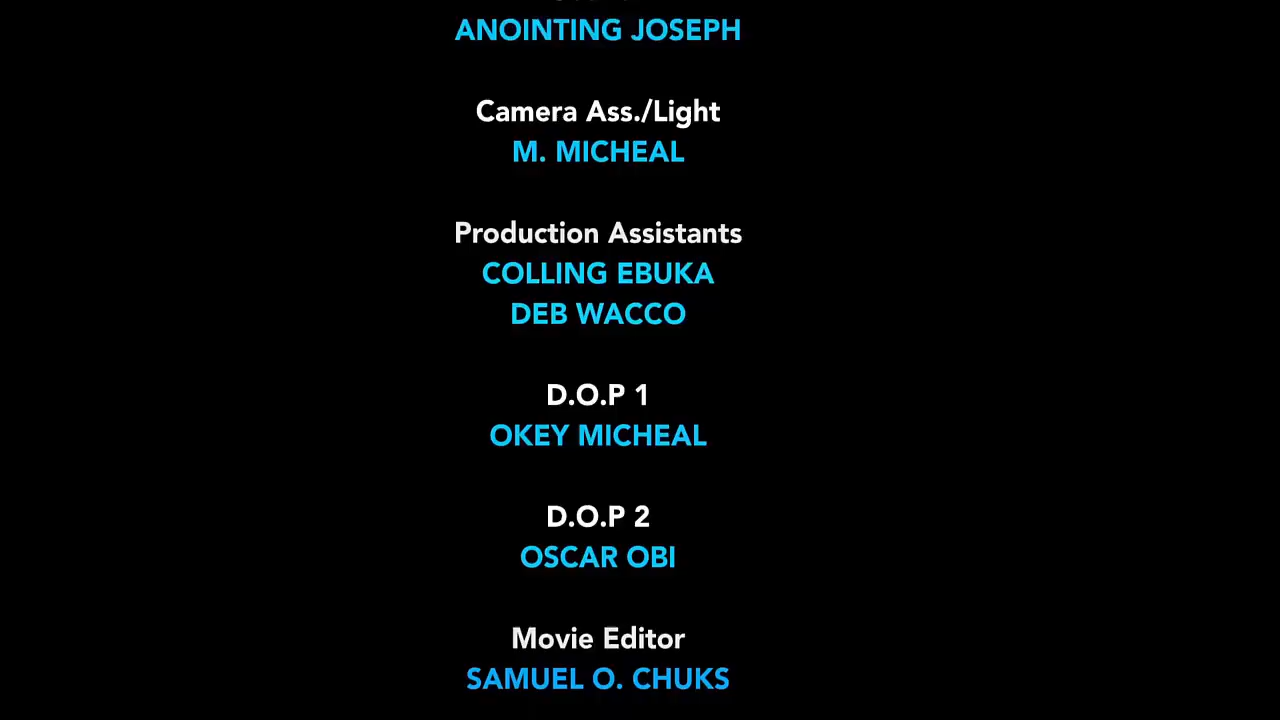 ANOINTING JOSEPH
Camera Ass./Light
M. MICHEAL
Production Assistants
COLLING EBUKA
DEB WACCO
D.O.P 1
OKEY MICHEAL
D.O.P 2
OSCAR OBI
Movie Editor
SAMUEL O. CHUKS